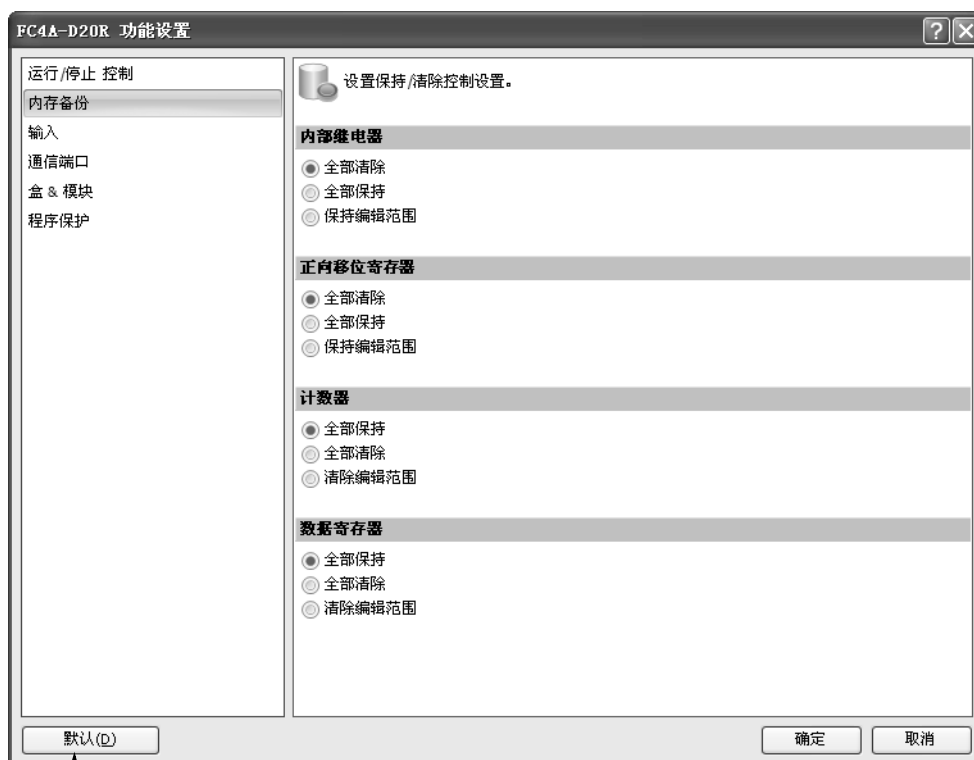 FC4A-D20R 功能设置
运行/停止 控制
内存备份
输入
通信端口
盒 & 模块
程序保护
设置保持/清除控制设置。
内部继电器
全部清除
全部保持
保持编辑范围
正向移位寄存器
全部清除
全部保持
保持编辑范围
计数器
全部保持
全部清除
清除编辑范围
数据寄存器
全部保持
全部清除
清除编辑范围
默认(D)
确定
取消